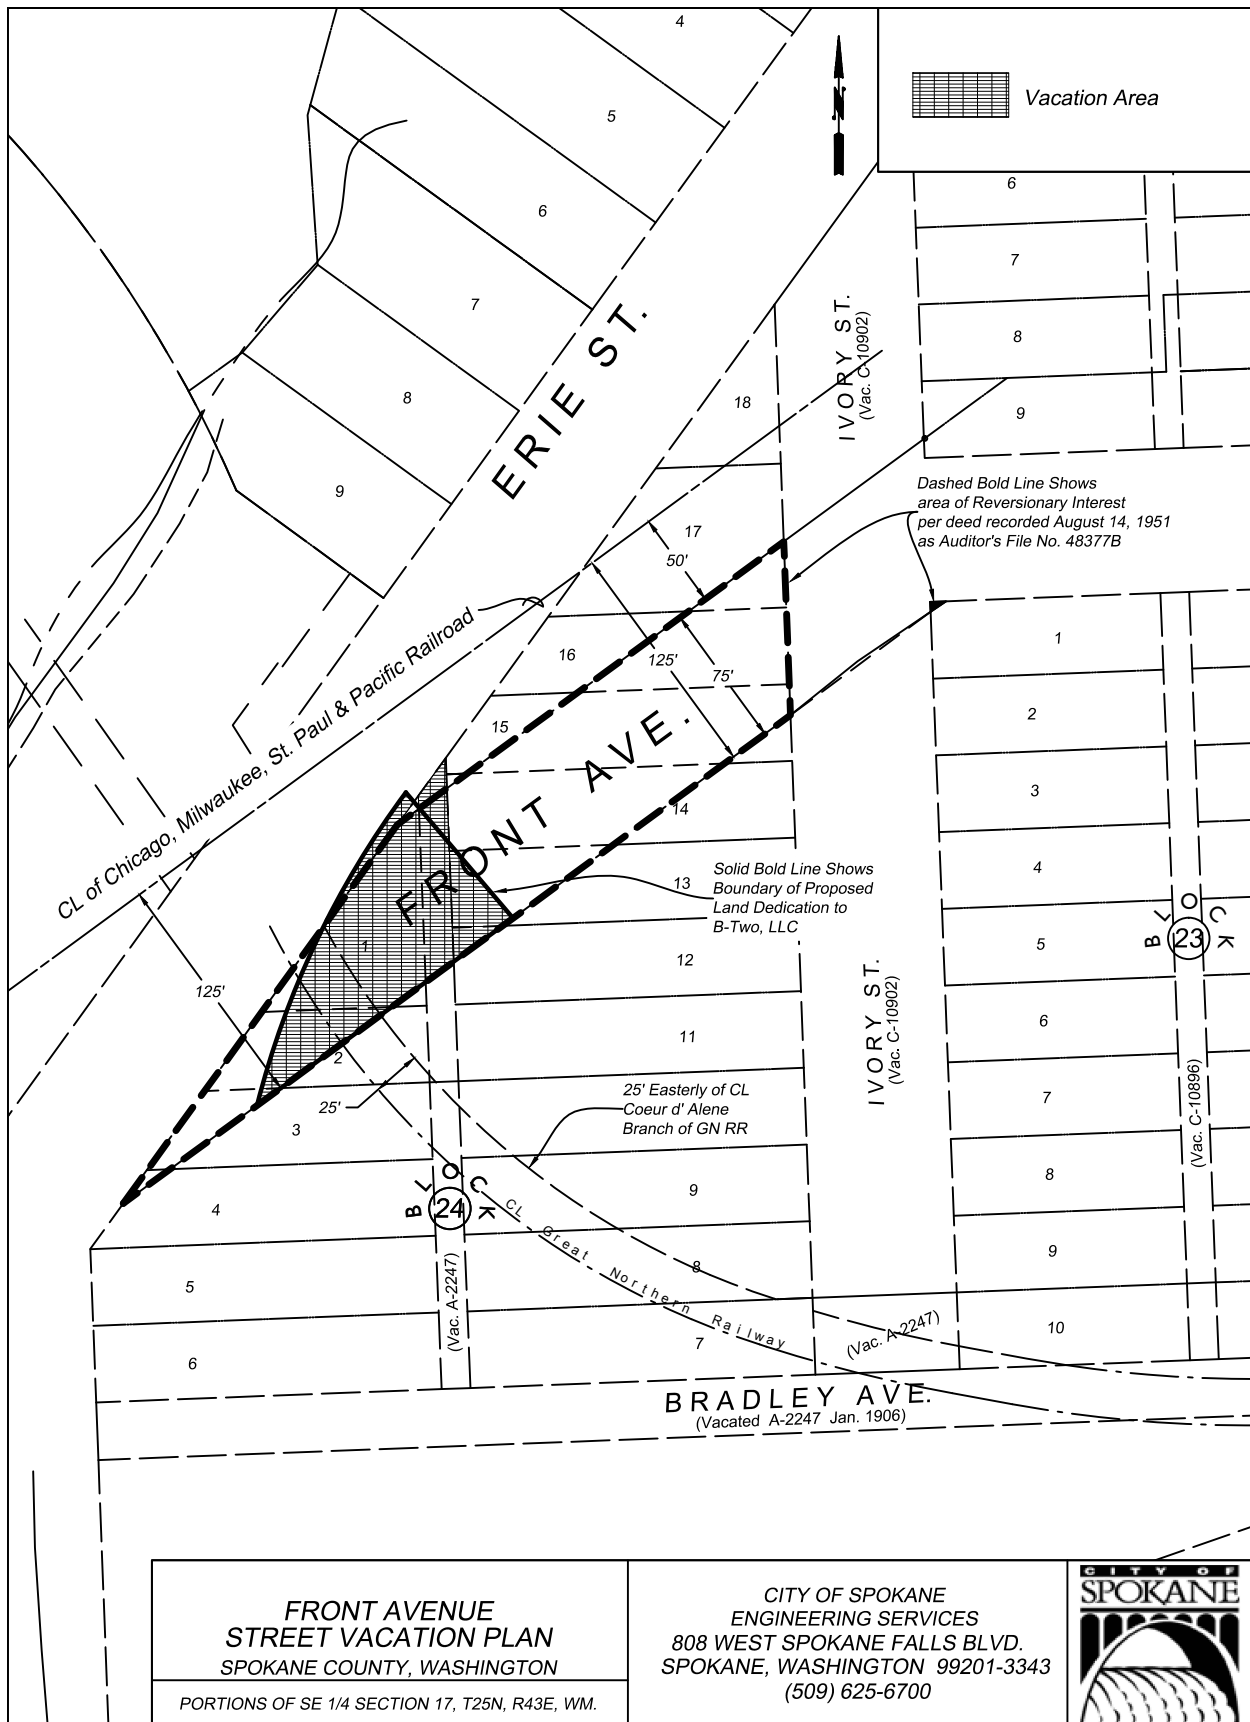 4
5
6
7
8
9
Vacation Area
N
6
7
8
9
ERIE ST.
IVORY ST.
(Vac. C-10902)
18
17
50'
16
125'
75'
15
Dashed Bold Line Shows
area of Reversionary Interest
per deed recorded August 14, 1951
as Auditor's File No. 48377B
CL of Chicago, Milwaukee, St. Paul & Pacific Railroad
FRONT AVE.
14
13
Solid Bold Line Shows
Boundary of Proposed
Land Dedication to
B-Two, LLC
12
11
1
2
3
4
5
6
125'
25'
25' Easterly of CL
Coeur d' Alene
Branch of GN RR
9
8
7
BLOCK
24
(Vac. A-2247)
CL Great Northern Railway
IVORY ST.
(Vac. C-10902)
(Vac. A-2247)
1
2
3
4
5
6
7
8
9
10
BLOCK
23
(Vac. C-10896)
BRADLEY AVE.
(Vacated A-2247 Jan. 1906)
FRONT AVENUE
STREET VACATION PLAN
SPOKANE COUNTY, WASHINGTON
PORTIONS OF SE 1/4 SECTION 17, T25N, R43E, WM.
CITY OF SPOKANE
ENGINEERING SERVICES
808 WEST SPOKANE FALLS BLVD.
SPOKANE, WASHINGTON 99201-3343
(509) 625-6700
CITY OF
SPOKANE